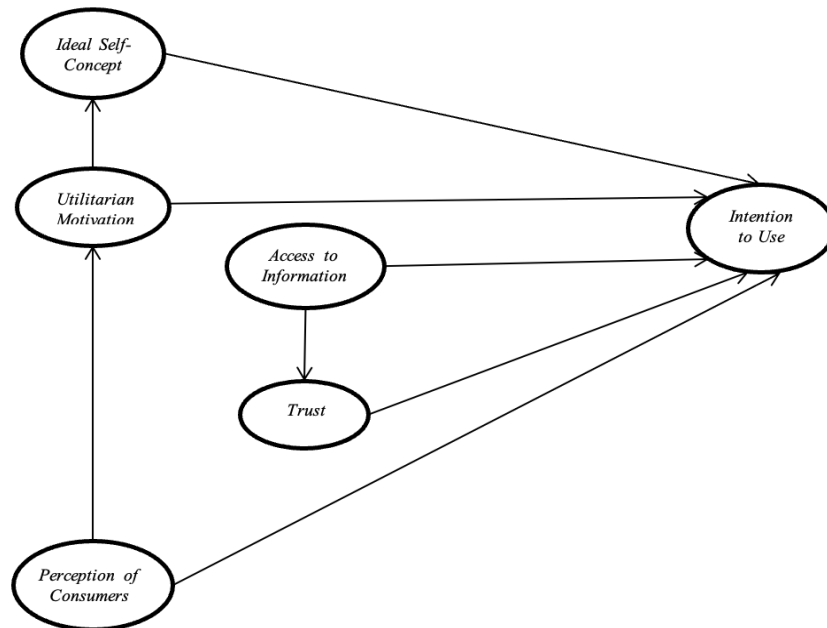 Ideal Self-
Concept
Utilitarian
Motivation
Access to
Information
Intention
to Use
Trust
Perception of
Consumers